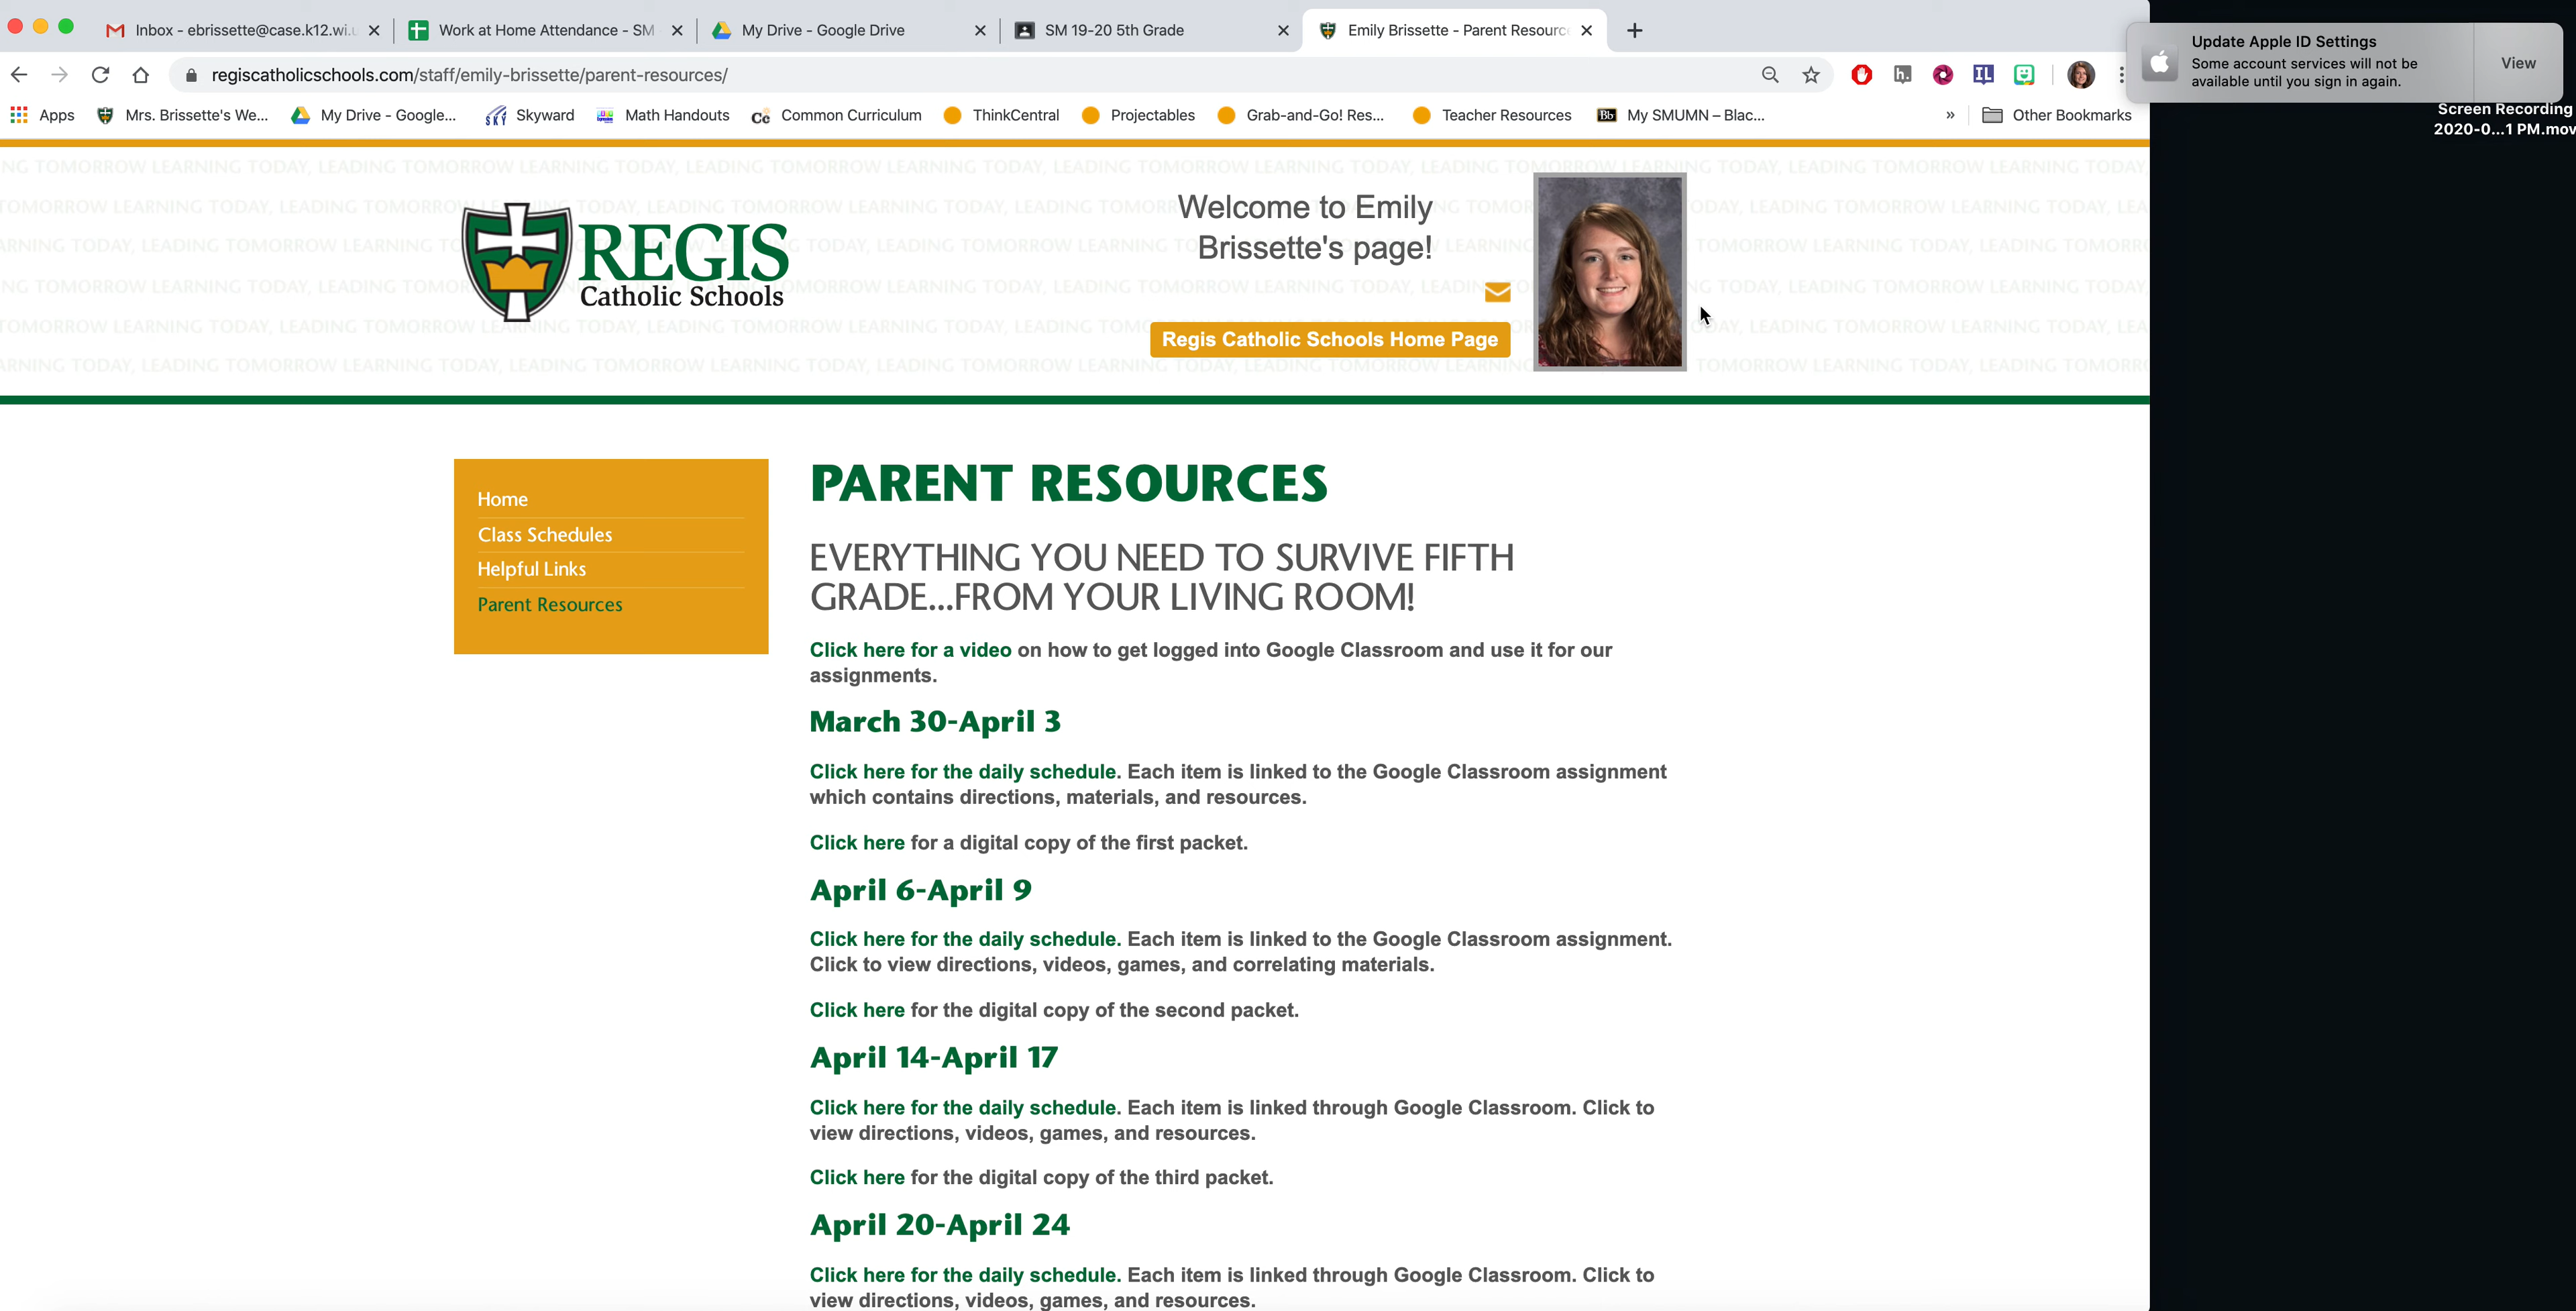 Inbox - ebrissette@case.k12.wi.u
Work at Home Attendance - SM
My Drive - Google Drive
SM 19-20 5th Grade
Emily Brissette - Parent Resourc
regiscatholicschools.com/staff/emily-brissette/parent-resources/
Apps
Mrs. Brissette's We...
My Drive - Google...
Skyward
Math Handouts
Common Curriculum
ThinkCentral
Projectables
Grab-and-Go! Res...
Teacher Resources
My SMUMN – Blac...
»
Other Bookmarks
Update Apple ID Settings
Some account services will not be
available until you sign in again.
View
Screen Recording
2020-0...1 PM.mov
NG TOMORROW LEARNING TODAY, LEADING TOMORROW LEARNING TODAY, LEADING TOMORROW
REGIS
Catholic Schools
Welcome to Emily
Brissette's page!
Regis Catholic Schools Home Page
Home
Class Schedules
Helpful Links
Parent Resources
PARENT RESOURCES
EVERYTHING YOU NEED TO SURVIVE FIFTH
GRADE...FROM YOUR LIVING ROOM!
Click here for a video on how to get logged into Google Classroom and use it for our
assignments.
March 30-April 3
Click here for the daily schedule. Each item is linked to the Google Classroom assignment
which contains directions, materials, and resources.
Click here for a digital copy of the first packet.
April 6-April 9
Click here for the daily schedule. Each item is linked to the Google Classroom assignment.
Click to view directions, videos, games, and correlating materials.
Click here for the digital copy of the second packet.
April 14-April 17
Click here for the daily schedule. Each item is linked through Google Classroom. Click to
view directions, videos, games, and resources.
Click here for the digital copy of the third packet.
April 20-April 24
Click here for the daily schedule. Each item is linked through Google Classroom. Click to
view directions, videos, games, and resources.